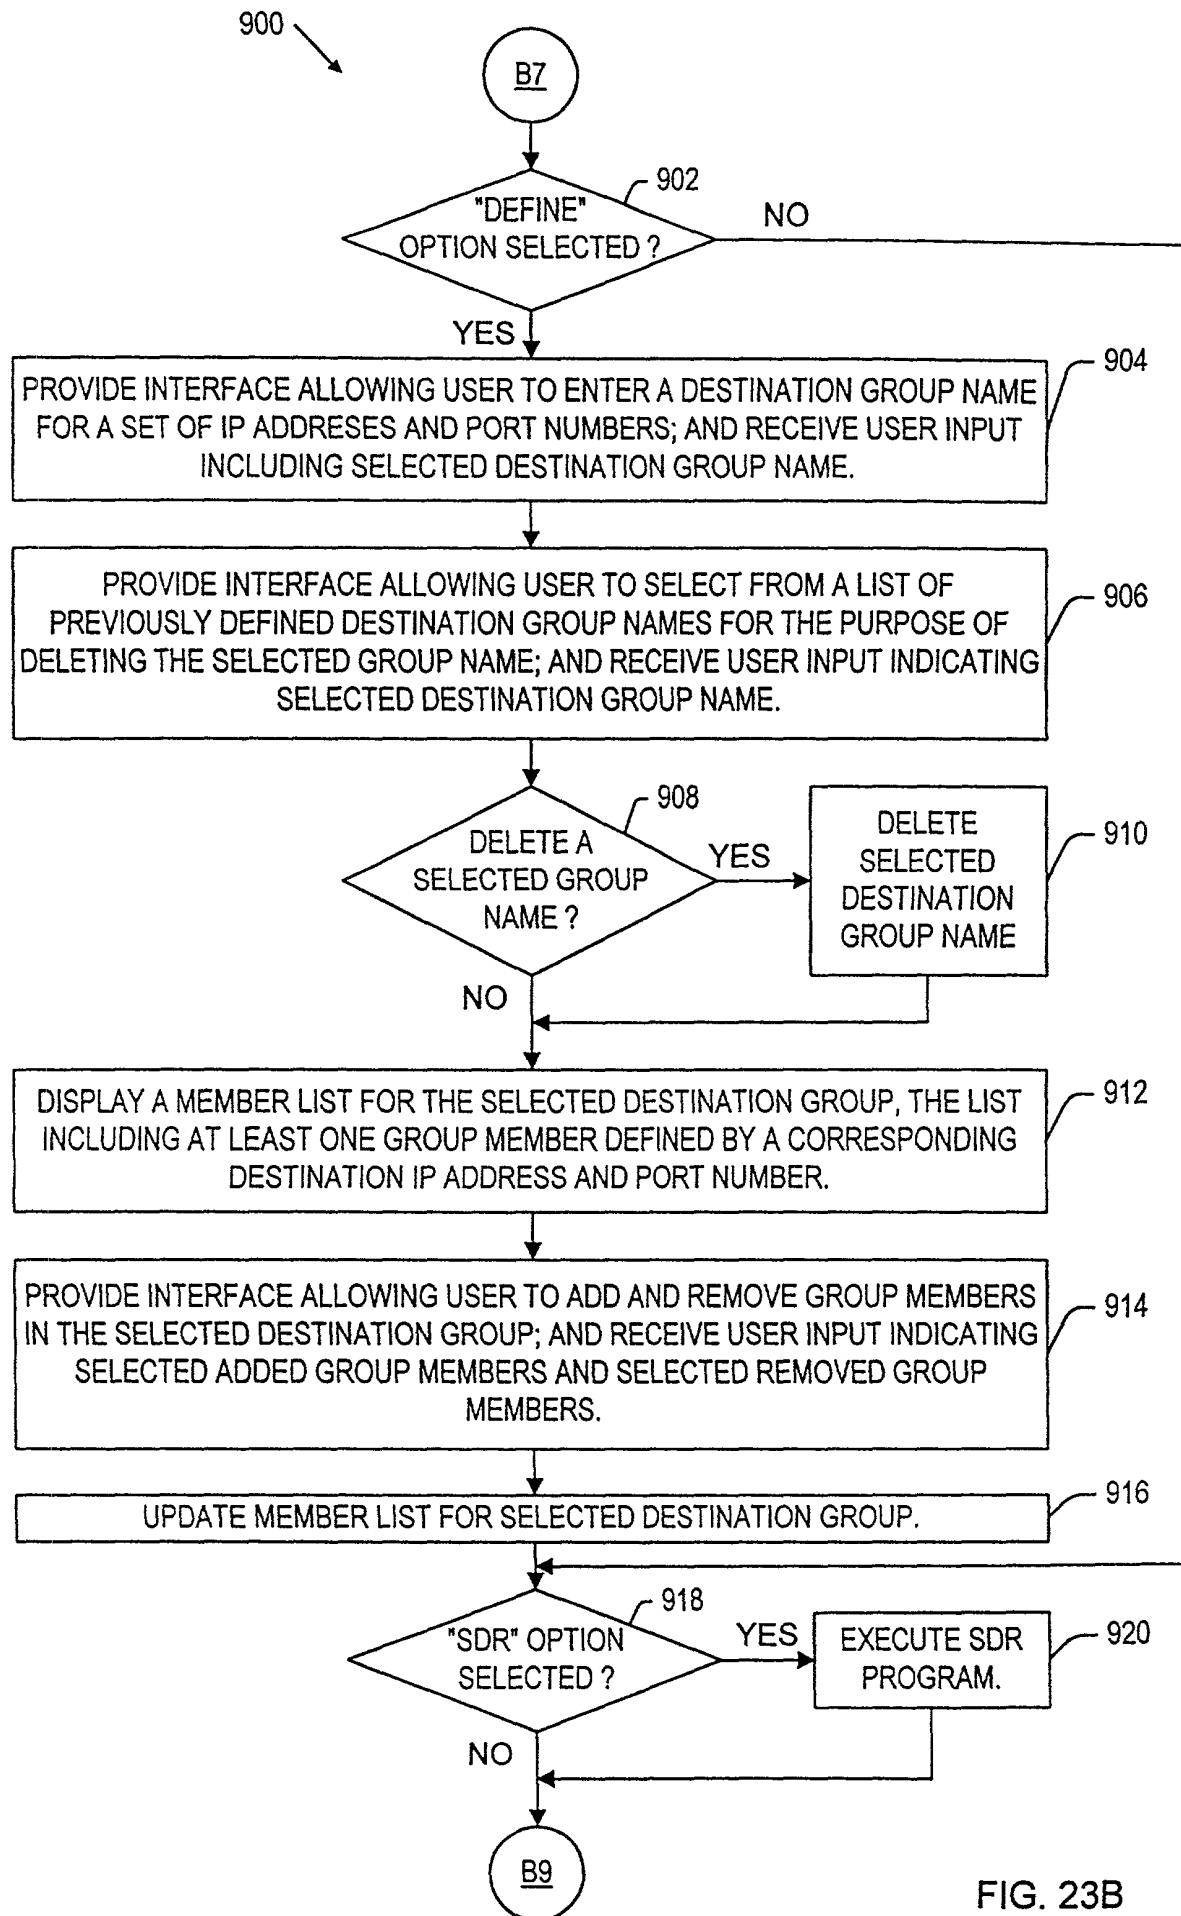 900
B7
902
"DEFINE"
OPTION SELECTED ?
NO
YES
904
PROVIDE INTERFACE ALLOWING USER TO ENTER A DESTINATION GROUP NAME
FOR A SET OF IP ADDRESES AND PORT NUMBERS; AND RECEIVE USER INPUT
INCLUDING SELECTED DESTINATION GROUP NAME.
906
PROVIDE INTERFACE ALLOWING USER TO SELECT FROM A LIST OF
PREVIOUSLY DEFINED DESTINATION GROUP NAMES FOR THE PURPOSE OF
DELETING THE SELECTED GROUP NAME; AND RECEIVE USER INPUT INDICATING
SELECTED DESTINATION GROUP NAME.
908
DELETE A
SELECTED GROUP
NAME ?
YES
DELETE
SELECTED
DESTINATION
GROUP NAME
910
NO
912
DISPLAY A MEMBER LIST FOR THE SELECTED DESTINATION GROUP, THE LIST
INCLUDING AT LEAST ONE GROUP MEMBER DEFINED BY A CORRESPONDING
DESTINATION IP ADDRESS AND PORT NUMBER.
914
PROVIDE INTERFACE ALLOWING USER TO ADD AND REMOVE GROUP MEMBERS
IN THE SELECTED DESTINATION GROUP; AND RECEIVE USER INPUT INDICATING
SELECTED ADDED GROUP MEMBERS AND SELECTED REMOVED GROUP
MEMBERS.
916
UPDATE MEMBER LIST FOR SELECTED DESTINATION GROUP.
918
"SDR" OPTION
SELECTED ?
YES
EXECUTE SDR
PROGRAM.
920
NO
B9
FIG. 23B